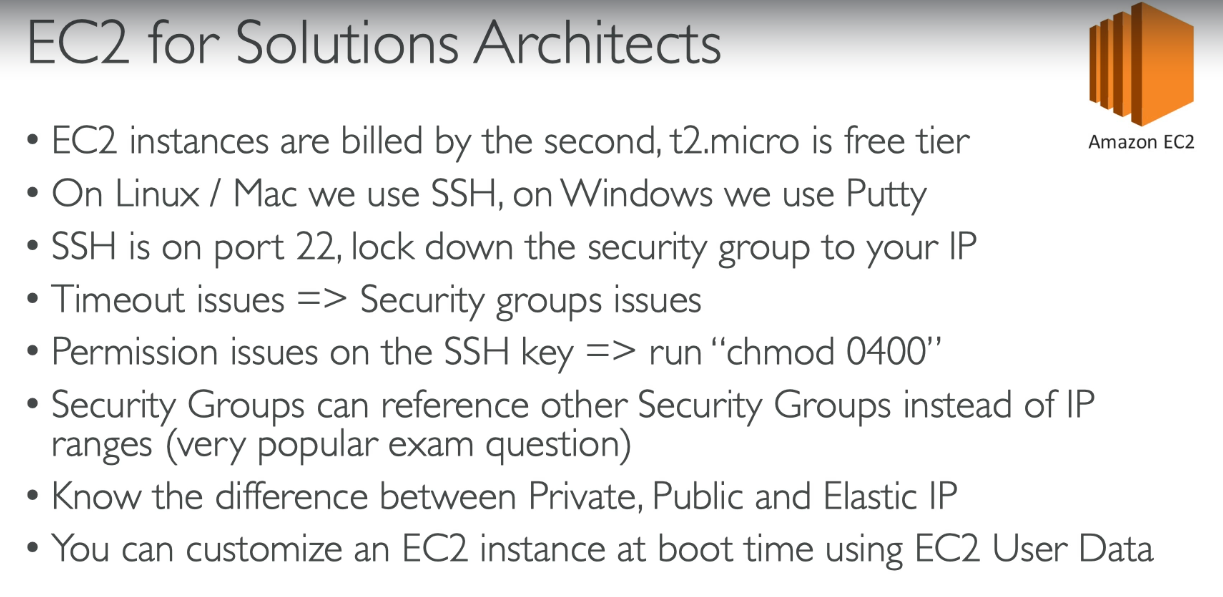 EC2 for Solutions Architects
Amazon EC2
• EC2 instances are billed by the second, t2.micro is free tier
• On Linux / Mac we use SSH, on Windows we use Putty
• SSH is on port 22, lock down the security group to your IP
• Timeout issues => Security groups issues
• Permission issues on the SSH key => run “chmod 0400”
• Security Groups can reference other Security Groups instead of IP
ranges (very popular exam question)
• Know the difference between Private, Public and Elastic IP
• You can customize an EC2 instance at boot time using EC2 User Data